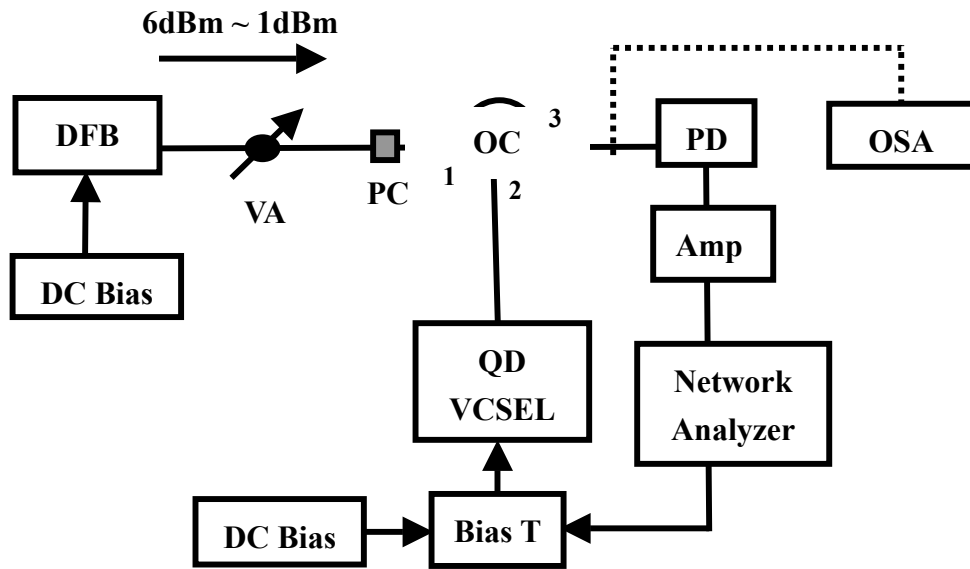 6dBm ~ 1dBm
DFB
VA
PC
1
OC
2
3
PD
OSA
DC Bias
Amp
QD
VCSEL
Network
Analyzer
DC Bias
Bias T